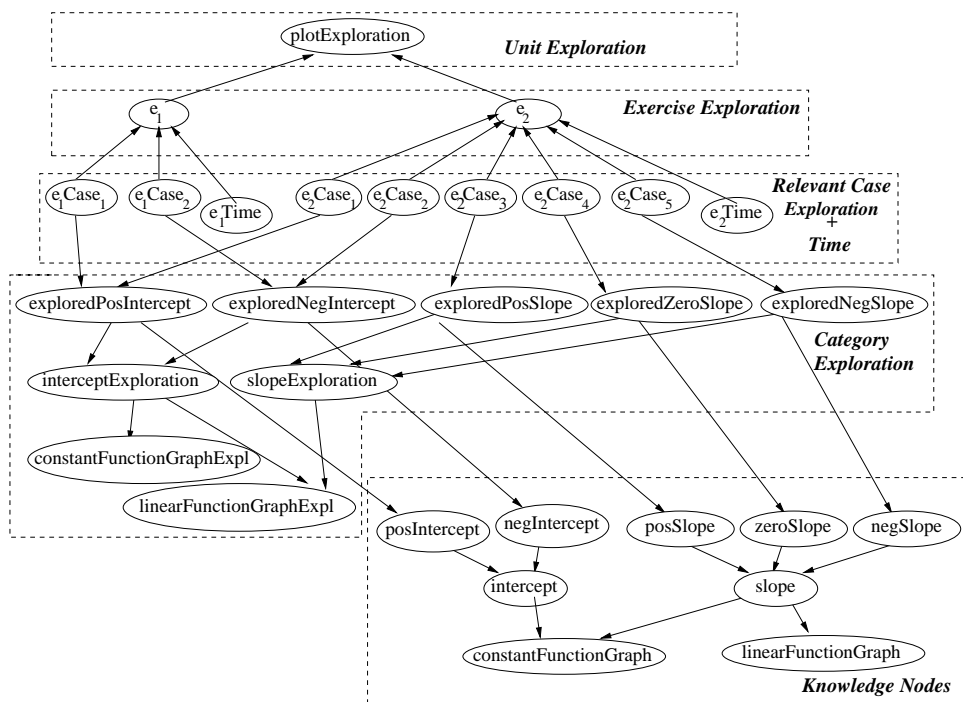 plotExploration
Unit Exploration
e1
e2
Exercise Exploration
e1Case1
e1Case2
e1Time
e2Case1
e2Case2
e2Case3
e2Case4
e2Case5
e2Time
Relevant Case
Exploration
+
Time
exploredPosIntercept
exploredNegIntercept
exploredPosSlope
exploredZeroSlope
exploredNegSlope
Category
Exploration
interceptExploration
slopeExploration
constantFunctionGraphExpl
linearFunctionGraphExpl
posIntercept
negIntercept
posSlope
zeroSlope
negSlope
intercept
slope
constantFunctionGraph
linearFunctionGraph
Knowledge Nodes